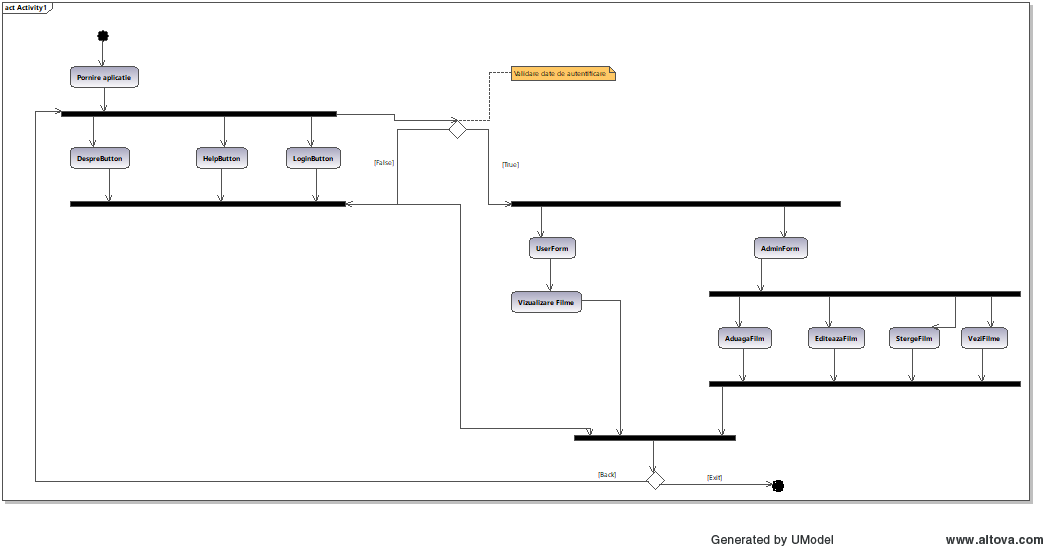 act Activity1
Pornire aplicatie
Validare date de autentificare
DespreButton
HelpButton
LoginButton
[False]
[True]
UserForm
AdminForm
Vizualizare Filme
AduagaFilm
EditeazaFilm
StergeFilm
VeziFilme
[Back]
[Exit]
Generated by UModel
www.altova.com